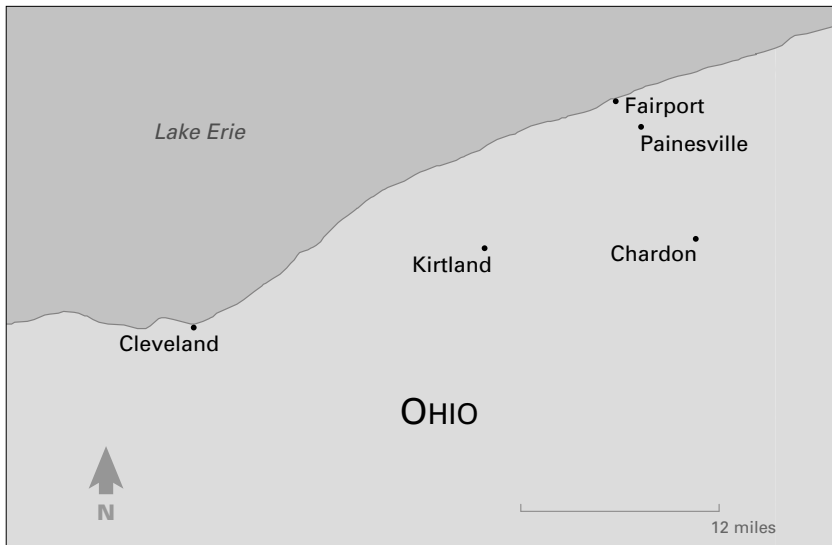 Fairport
Lake Erie
Painesville
Chardon
Kirtland
Cleveland
OHIO
N
12 miles